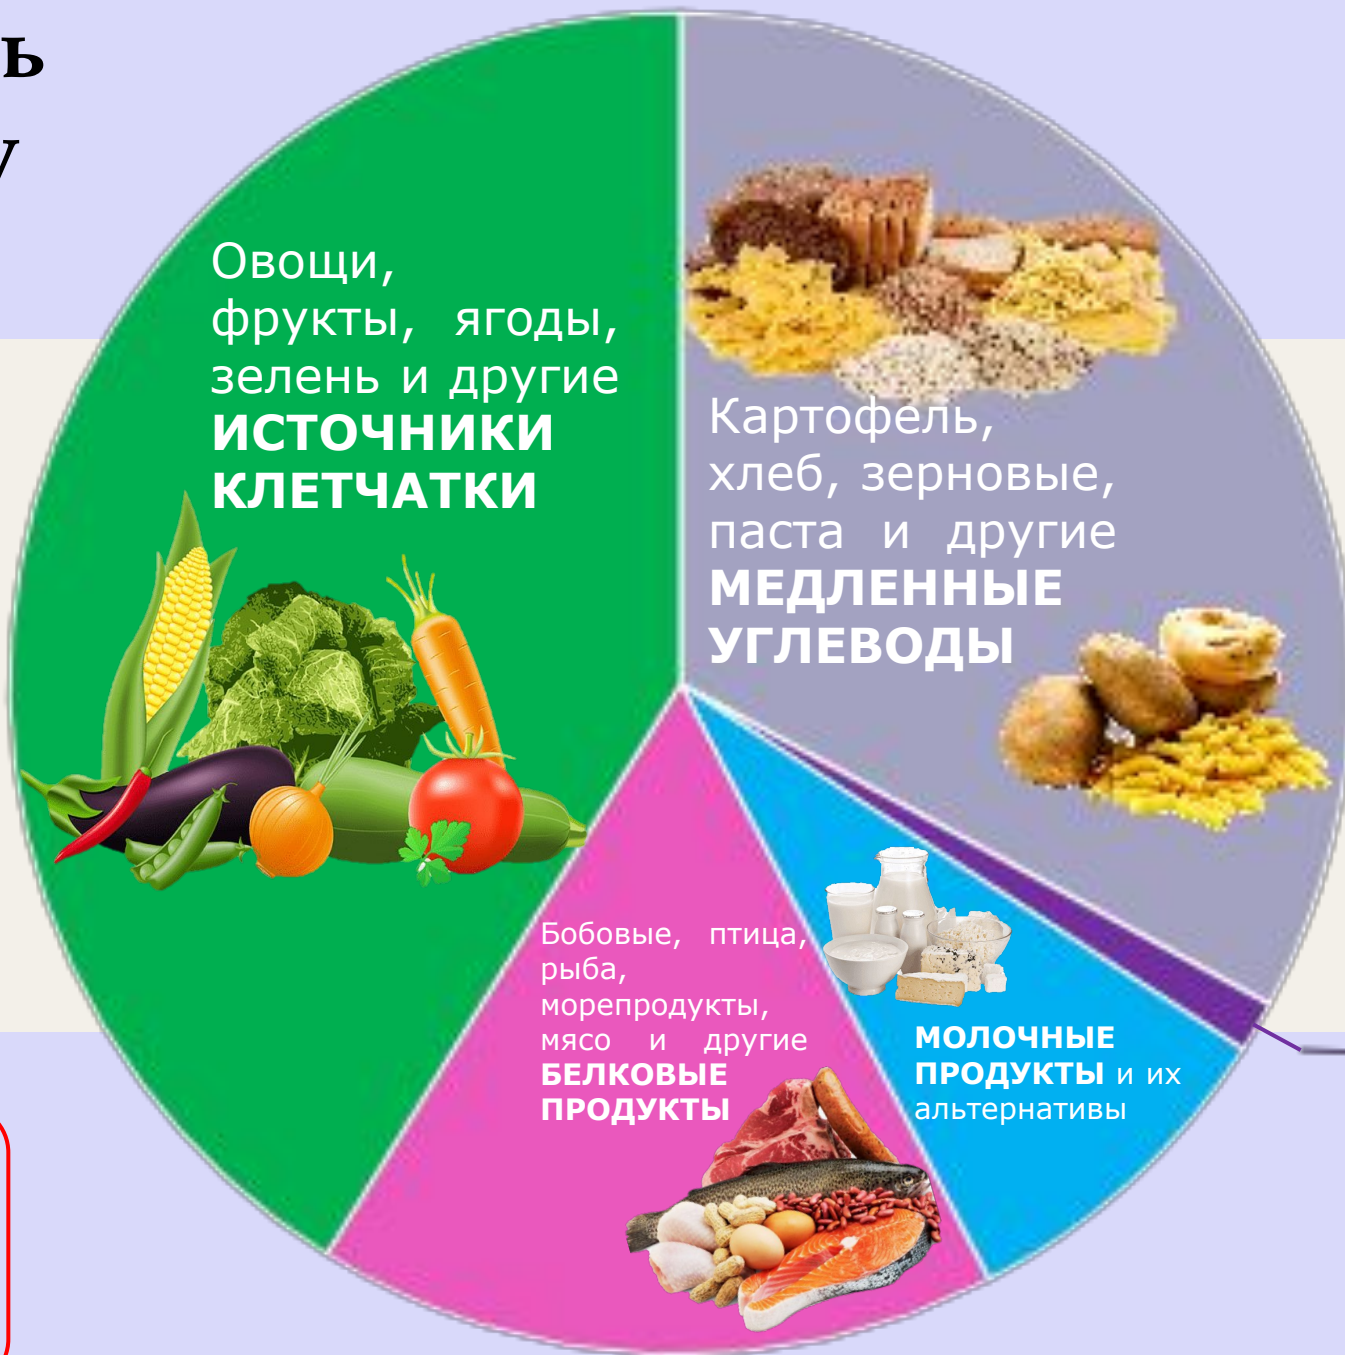 ь
у
Овощи,
фрукты, ягоды,
зелень и другие
ИСТОЧНИКИ
КЛЕТЧАТКИ
Картофель,
хлеб, зерновые,
паста и другие
МЕДЛЕННЫЕ
УГЛЕВОДЫ
Бобовые, птица,
рыба,
морепродукты,
мясо и другие
БЕЛКОВЫЕ
ПРОДУКТЫ
МОЛОЧНЫЕ
ПРОДУКТЫ и их
альтернативы